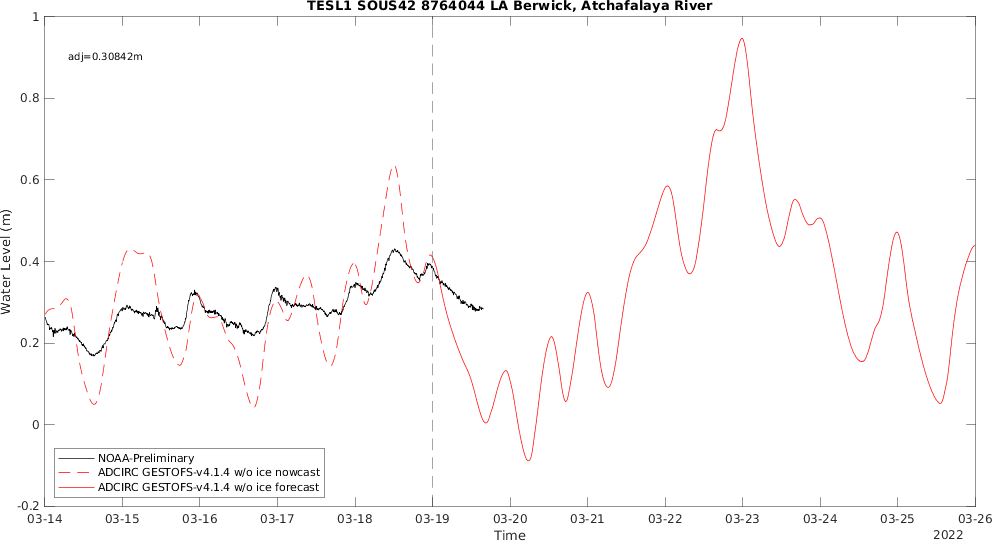 TESL1 SOUS42 8764044 LA Berwick, Atchafalaya River
adj=0.30842m
1
0.8
0.6
0.4
0.2
0
-0.2
Water Level (m)
NOAA-Preliminary
ADCIRC GESTOFS-v4.1.4 w/o ice nowcast
ADCIRC GESTOFS-v4.1.4 w/o ice forecast
03-14 03-15 03-16 03-17 03-18 03-19 03-20 03-21 03-22 03-23 03-24 03-25 03-26
Time
2022